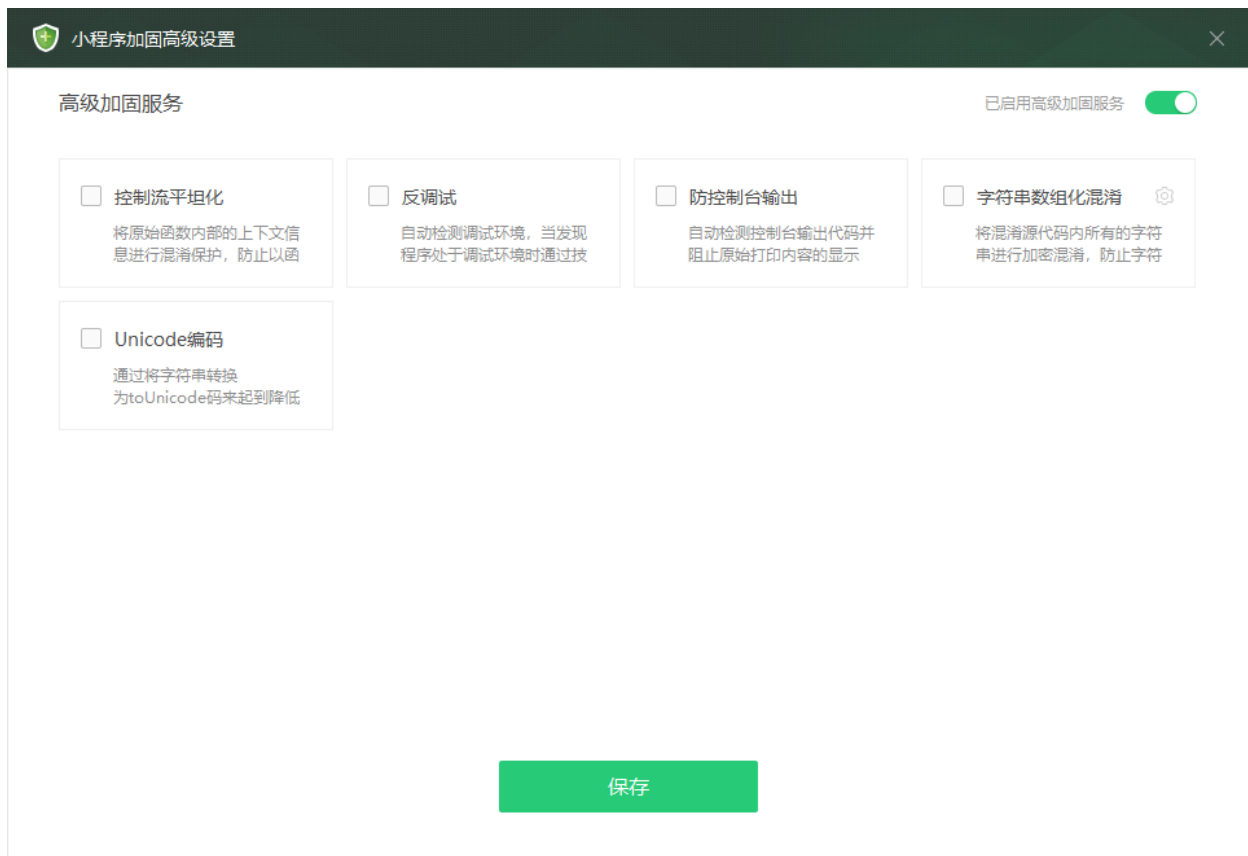 小程序加固高级设置
高级加固服务
已启用高级加固服务
控制流平坦化
将原始函数内部的上下文信
息进行混淆保护，防止以函
反调试
自动检测调试环境，当发现
程序处于调试环境时通过技
防控制台输出
自动检测控制台输出代码并
阻止原始打印内容的显示
字符串数组化混淆
将混淆源代码内所有的字符
串进行加密混淆，防止字符
Unicode编码
通过将字符串转换
为toUnicode码来起到降低
保存